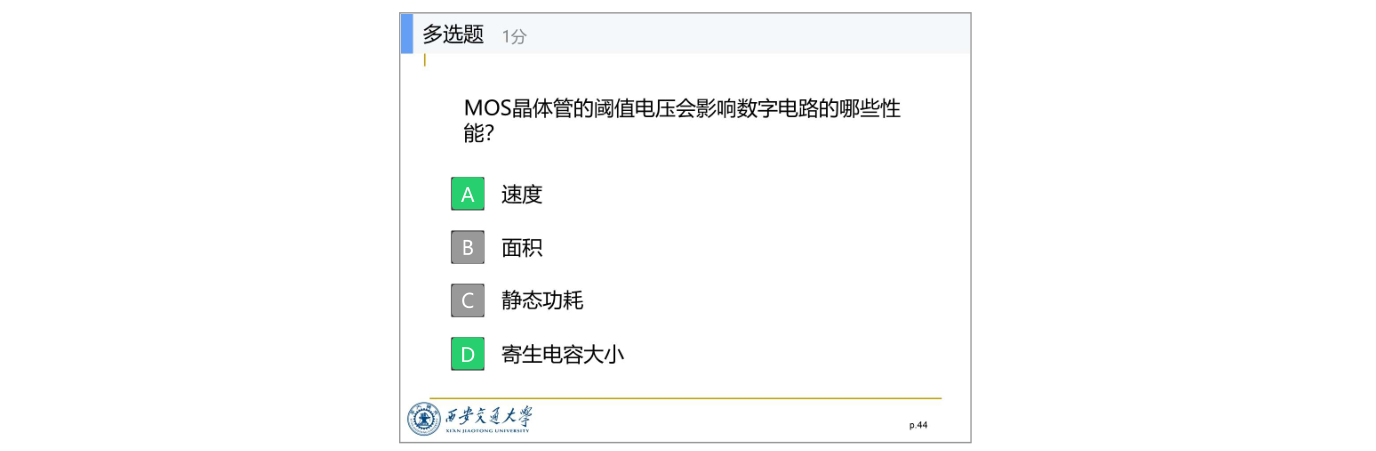 多选题 1分
MOS晶体管的阈值电压会影响数字电路的哪些性
能?
A 速度
B 面积
C 静态功耗
D 寄生电容大小
西安交通大学
XI'AN JIAOTONG UNIVERSITY
p.44